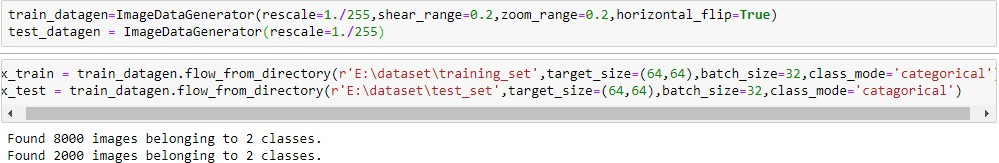 train_datagen=ImageDataGenerator(rescale=1./255,shear_range=0.2,zoom_range=0.2,horizontal_flip=True)
test_datagen = ImageDataGenerator(rescale=1./255)
x_train = train_datagen.flow_from_directory(r'E:\dataset\training_set',target_size=(64,64),batch_size=32,class_mode='categorical')
x_test = train_datagen.flow_from_directory(r'E:\dataset\test_set',target_size=(64,64),batch_size=32,class_mode='catagorical')
Found 8000 images belonging to 2 classes.
Found 2000 images belonging to 2 classes.